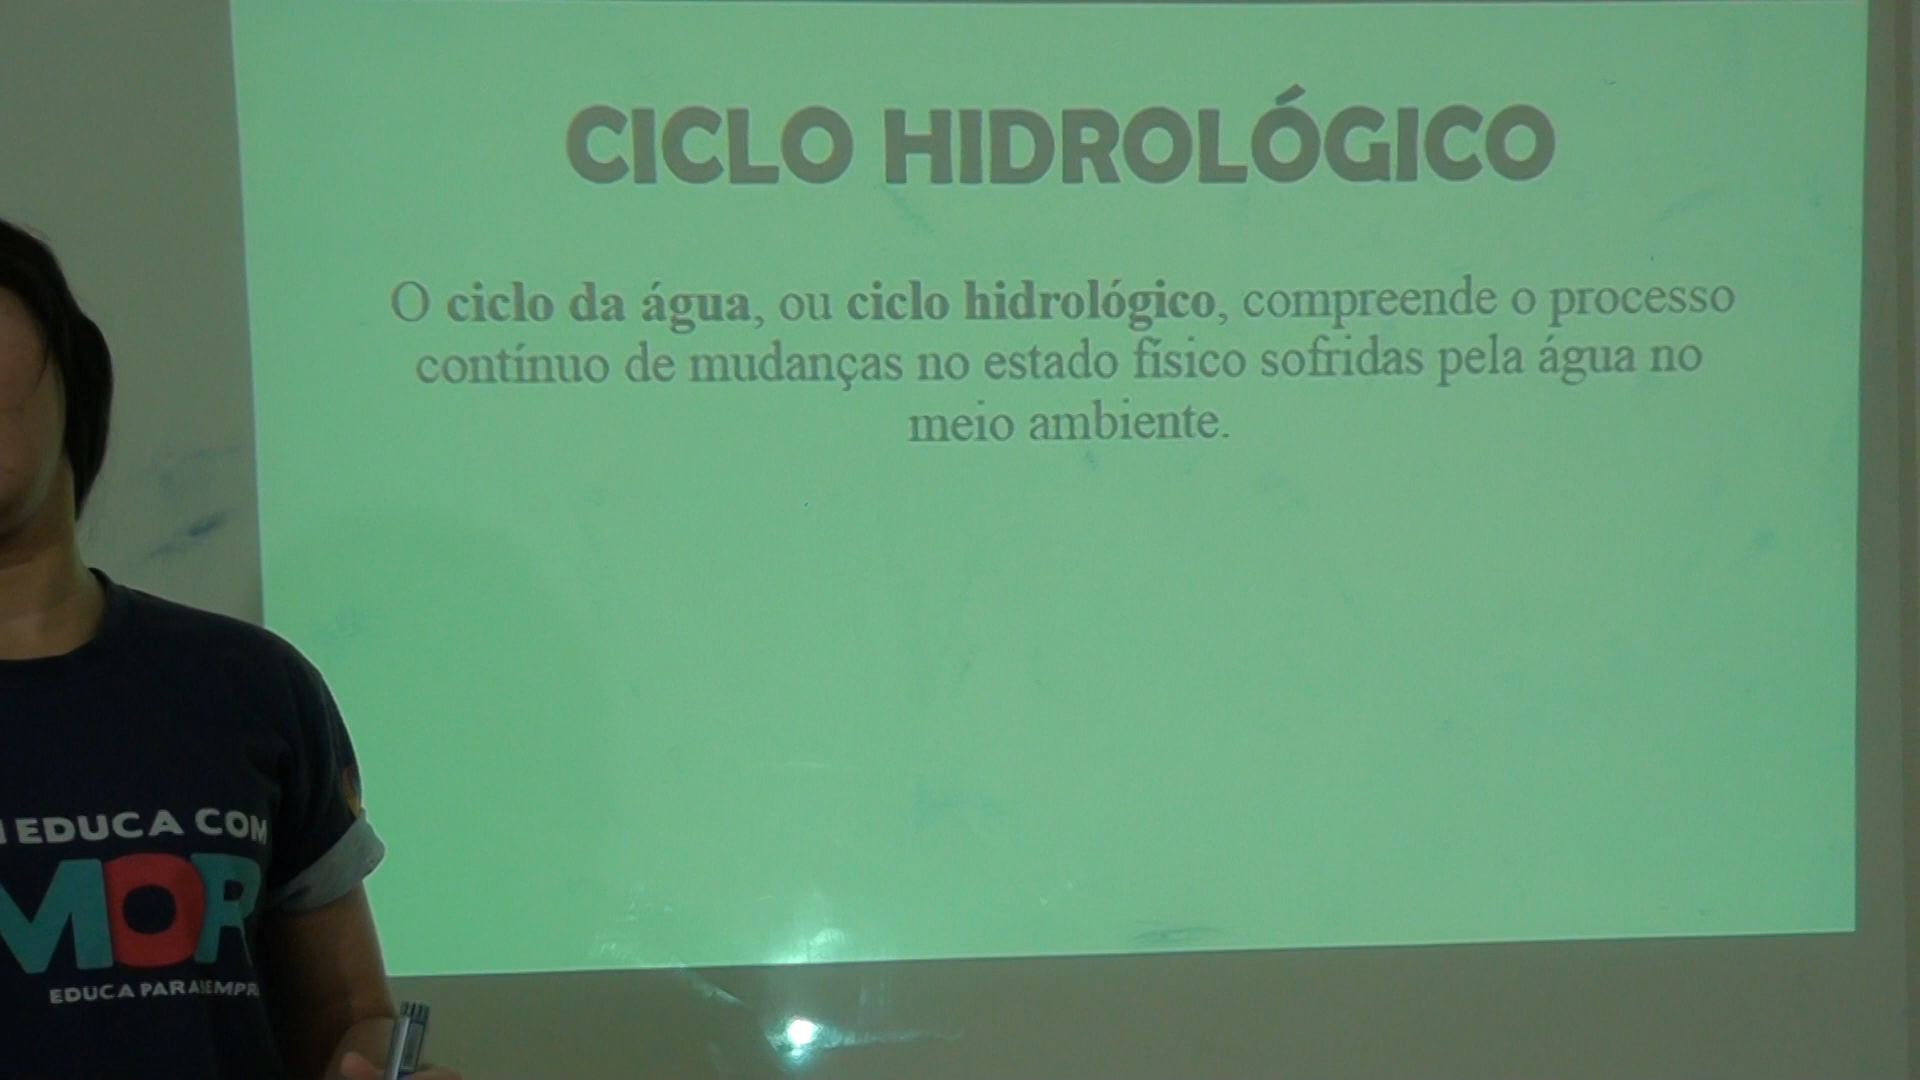 CICLO HIDROLÓGICO
O ciclo da água, ou ciclo hidrológico, compreende o processo
contínuo de mudanças no estado físico sofridas pela água no
meio ambiente.
EDUCA COM
MOR
EDUCA PARA SEMPR